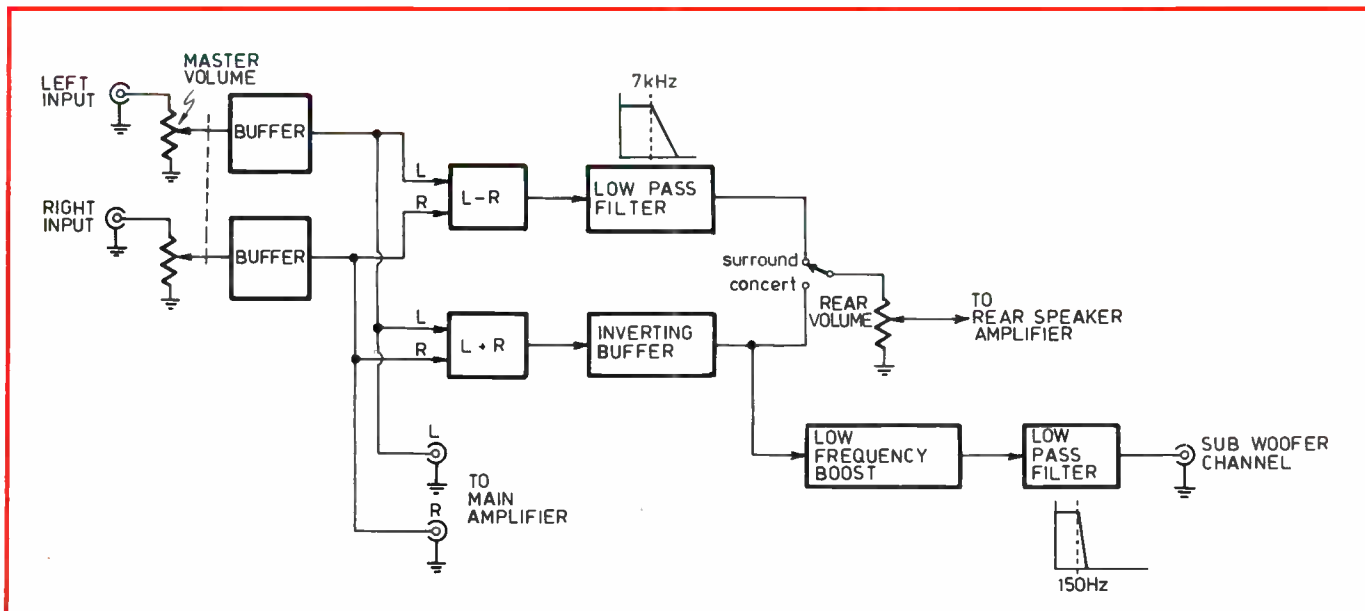 MASTER
VOLUME
LEFT
INPUT
BUFFER
RIGHT
INPUT
BUFFER
L
R
L-R
7kHz
LOW PASS
FILTER
surround
concert
REAR
VOLUME
TO
REAR SPEAKER
AMPLIFIER
L
R
L + R
INVERTING
BUFFER
L
R
TO
MAIN
AMPLIFIER
LOW
FREQUENCY
BOOST
LOW
PASS
FILTER
SUB WOOFER
CHANNEL
150Hz